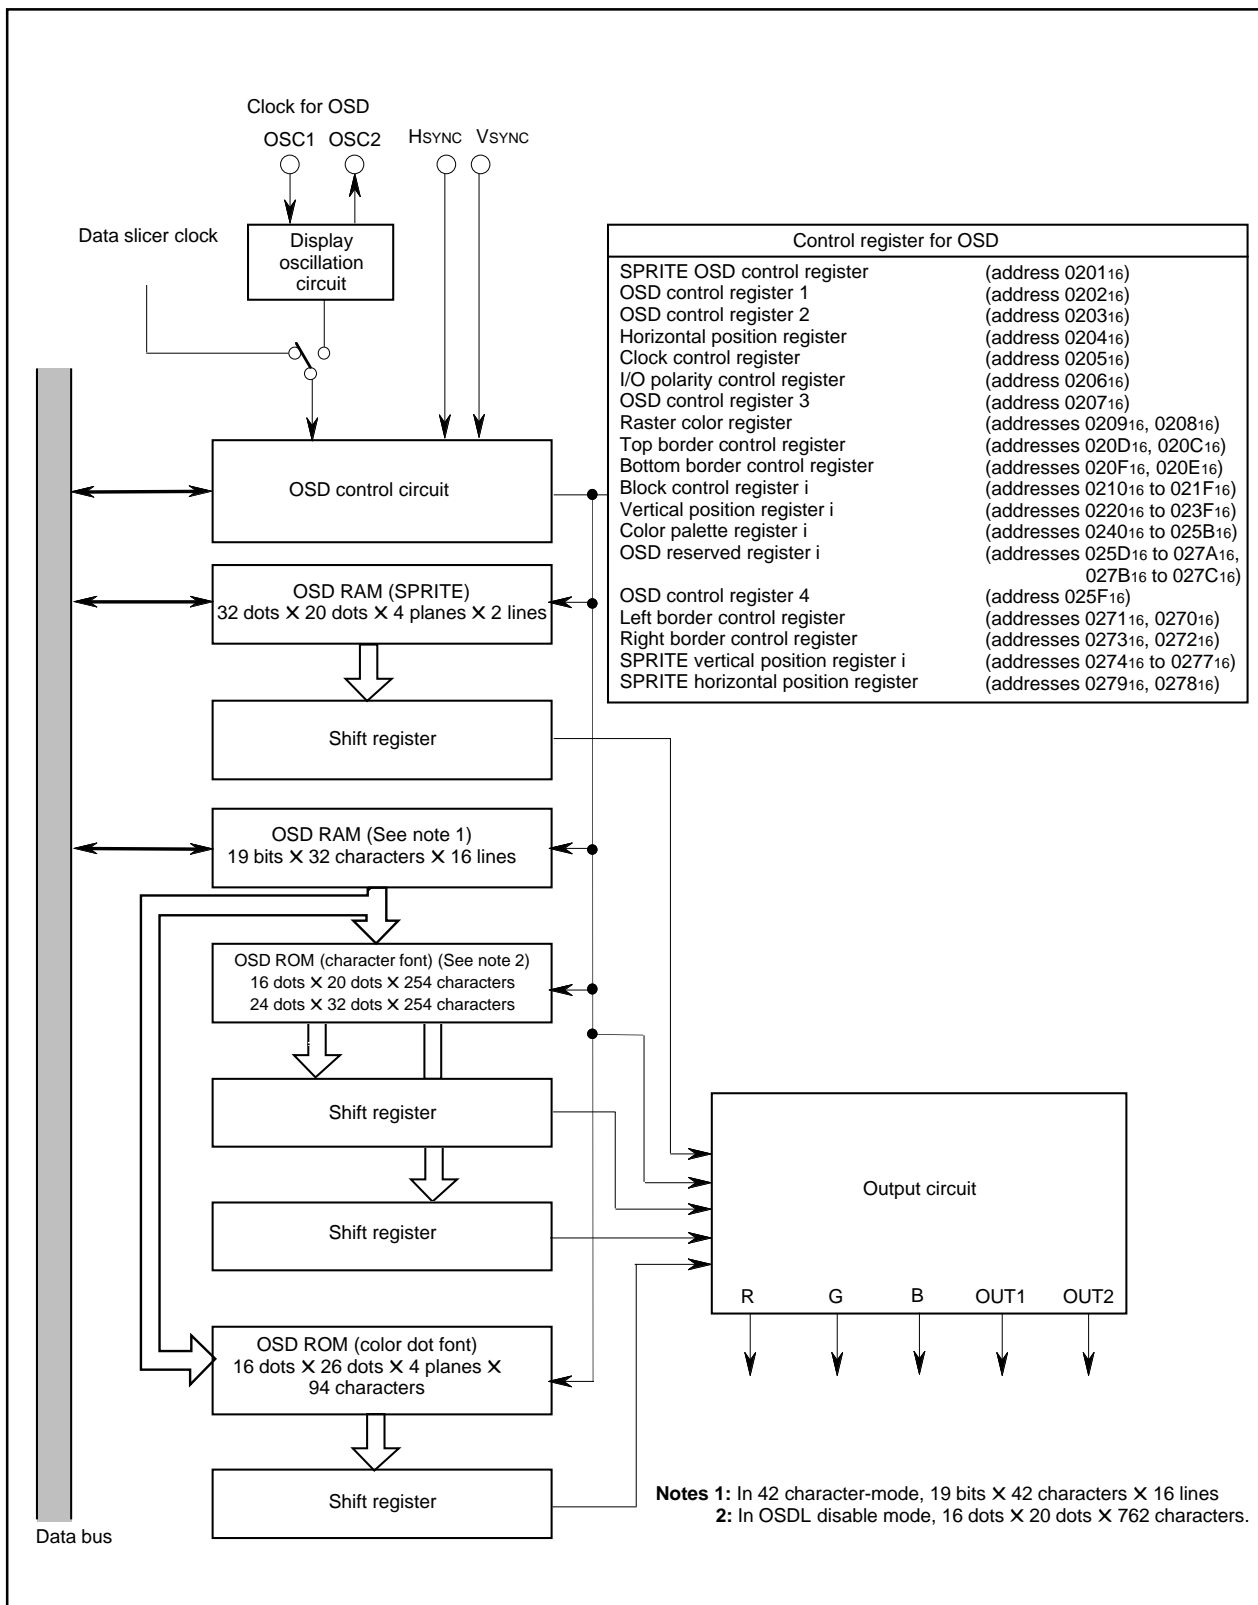 Clock for OSD
OSC1 OSC2 HSYNC VSYNC
Data slicer clock
Display
oscillation
circuit
Control register for OSD
SPRITE OSD control register (address 020116)
OSD control register 1 (address 020216)
OSD control register 2 (address 020316)
Horizontal position register (address 020416)
Clock control register (address 020516)
I/O polarity control register (address 020616)
OSD control register 3 (address 020716)
Raster color register (addresses 020916, 020816)
Top border control register (addresses 020D16, 020C16)
Bottom border control register (addresses 020F16, 020E16)
Block control register i (addresses 021016 to 021F16)
Vertical position register i (addresses 022016 to 023F16)
Color palette register i (addresses 024016 to 025B16)
OSD reserved register i (addresses 025D16 to 027A16,
027B16 to 027C16)
OSD control register 4 (address 025F16)
Left border control register (addresses 027116, 027016)
Right border control register (addresses 027316, 027216)
SPRITE vertical position register i (addresses 027416 to 027716)
SPRITE horizontal position register (addresses 027916, 027816)
OSD control circuit
OSD RAM (SPRITE)
32 dots ✕ 20 dots ✕ 4 planes ✕ 2 lines
Shift register
OSD RAM (See note 1)
19 bits ✕ 32 characters ✕ 16 lines
OSD ROM (character font) (See note 2)
16 dots ✕ 20 dots ✕ 254 characters
24 dots ✕ 32 dots ✕ 254 characters
Shift register
Shift register
Output circuit
R G B OUT1 OUT2
OSD ROM (color dot font)
16 dots ✕ 26 dots ✕ 4 planes ✕
94 characters
Shift register
Notes 1: In 42 character-mode, 19 bits ✕ 42 characters ✕ 16 lines
2: In OSDL disable mode, 16 dots ✕ 20 dots ✕ 762 characters.
Data bus